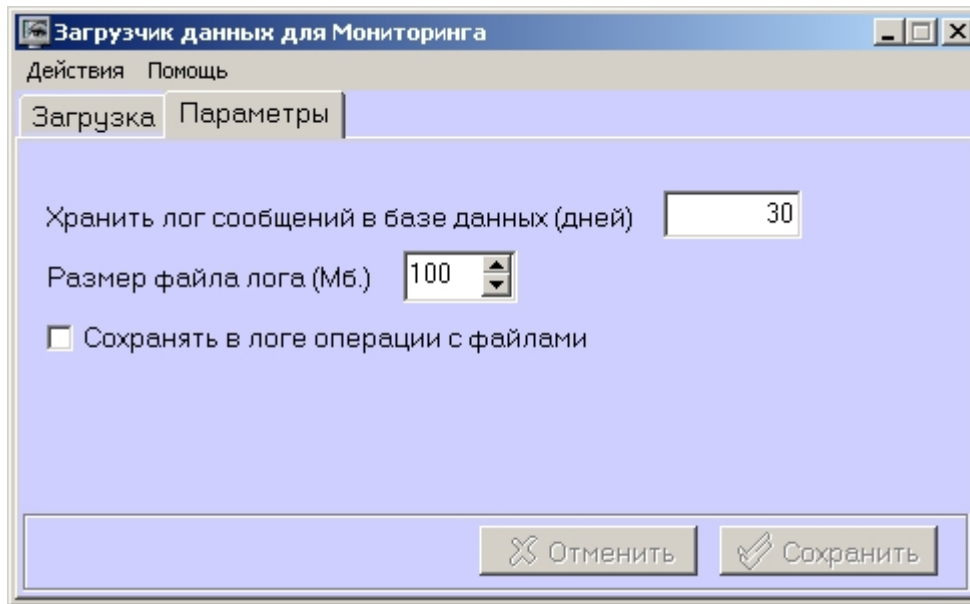 Загрузчик данных для Мониторинга
Действия Помощь
Загрузка Параметры
Хранить лог сообщений в базе данных (дней) 30
Размер файла лога (Мб.) 100
Сохранять в логе операции с файлами
Отменить Сохранить